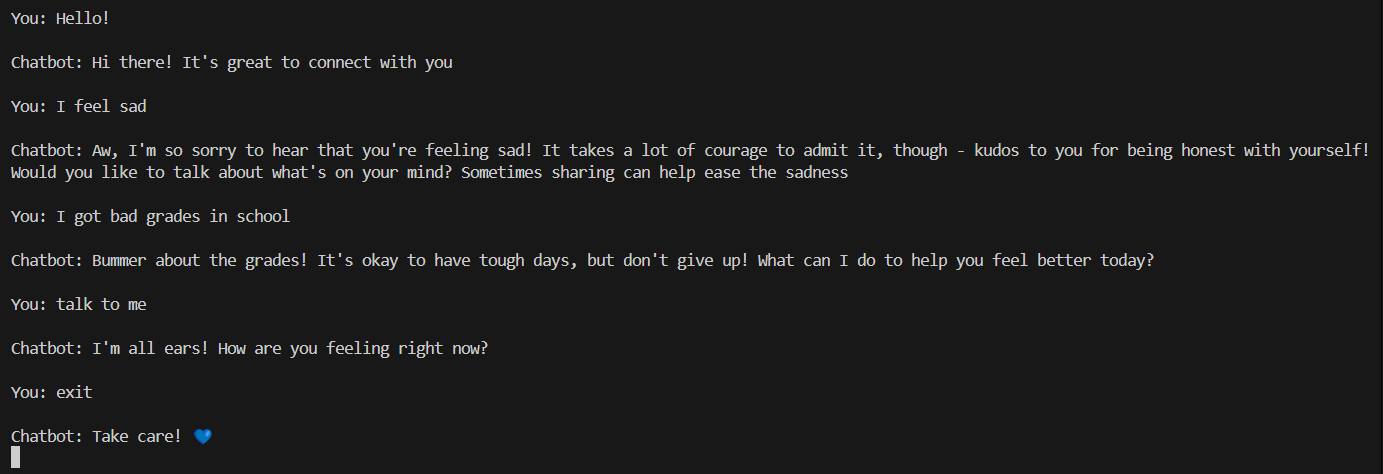 You: Hello!
Chatbot: Hi there! It's great to connect with you
You: I feel sad
Chatbot: Aw, I'm so sorry to hear that you're feeling sad! It takes a lot of courage to admit it, though - kudos to you for being honest with yourself!
Would you like to talk about what's on your mind? Sometimes sharing can help ease the sadness
You: I got bad grades in school
Chatbot: Bummer about the grades! It's okay to have tough days, but don't give up! What can I do to help you feel better today?
You: talk to me
Chatbot: I'm all ears! How are you feeling right now?
You: exit
Chatbot: Take care! 💙